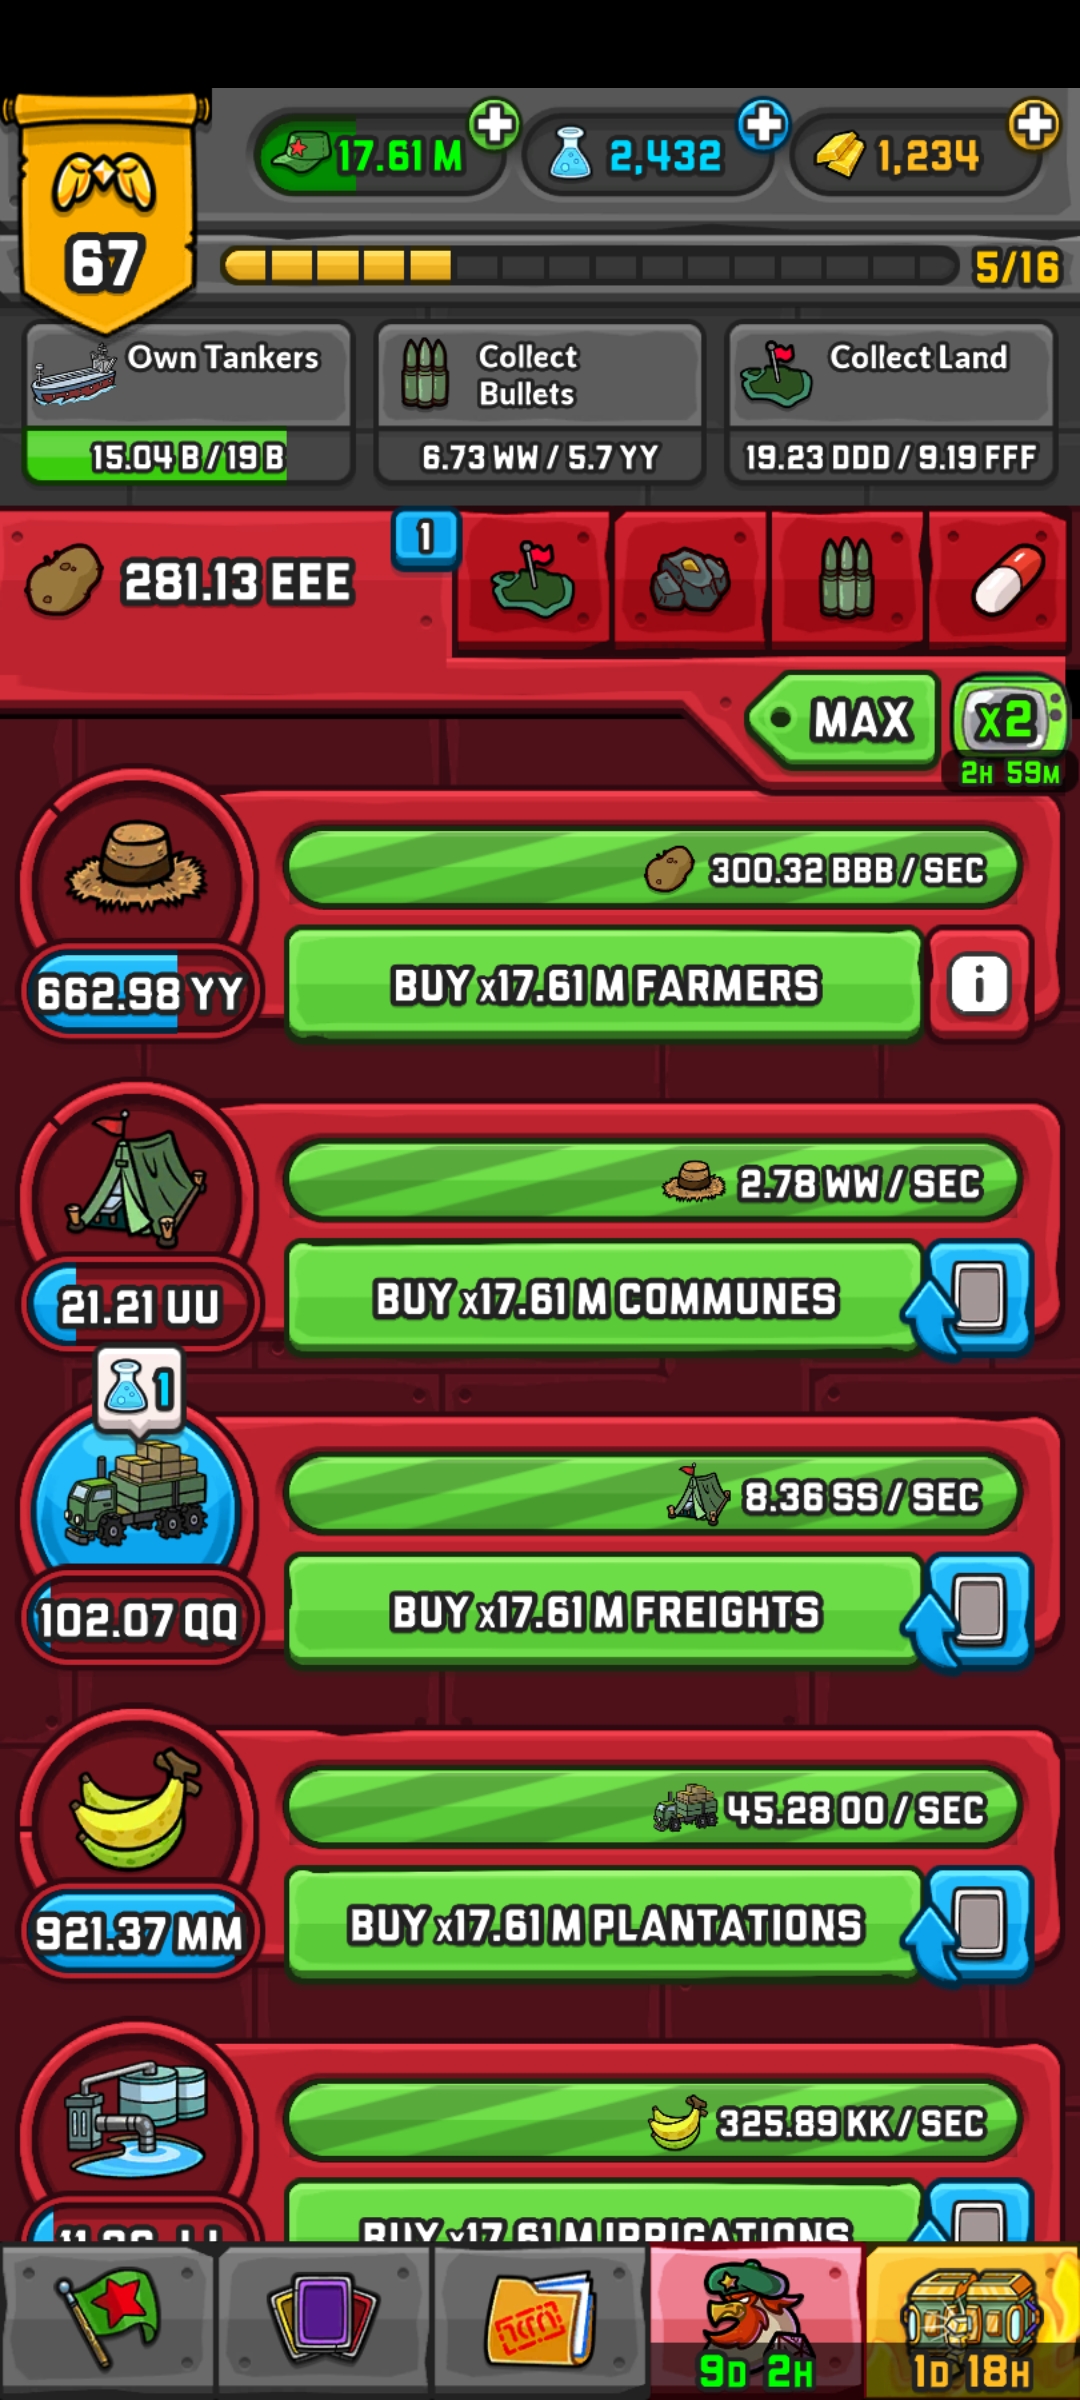 17.61 M
2,432
1,234
67
5/16
Own Tankers
15.04 B / 19 B
Collect
Bullets
6.73 WW / 5.7 YY
Collect Land
19.23 DDD / 9.19 FFF
281.13 EEE
1
MAX
x2
2H 59M
300.32 BBB / SEC
662.98 YY
BUY x17.61 M FARMERS
i
2.78 WW / SEC
21.21 UU
BUY x17.61 M COMMUNES
1
8.36 SS / SEC
102.07 QQ
BUY x17.61 M FREIGHTS
45.28 OO / SEC
921.37 MM
BUY x17.61 M PLANTATIONS
325.89 KK / SEC
BUY x17.61 M IRRIGATIONS
9D 2H
1D 18H